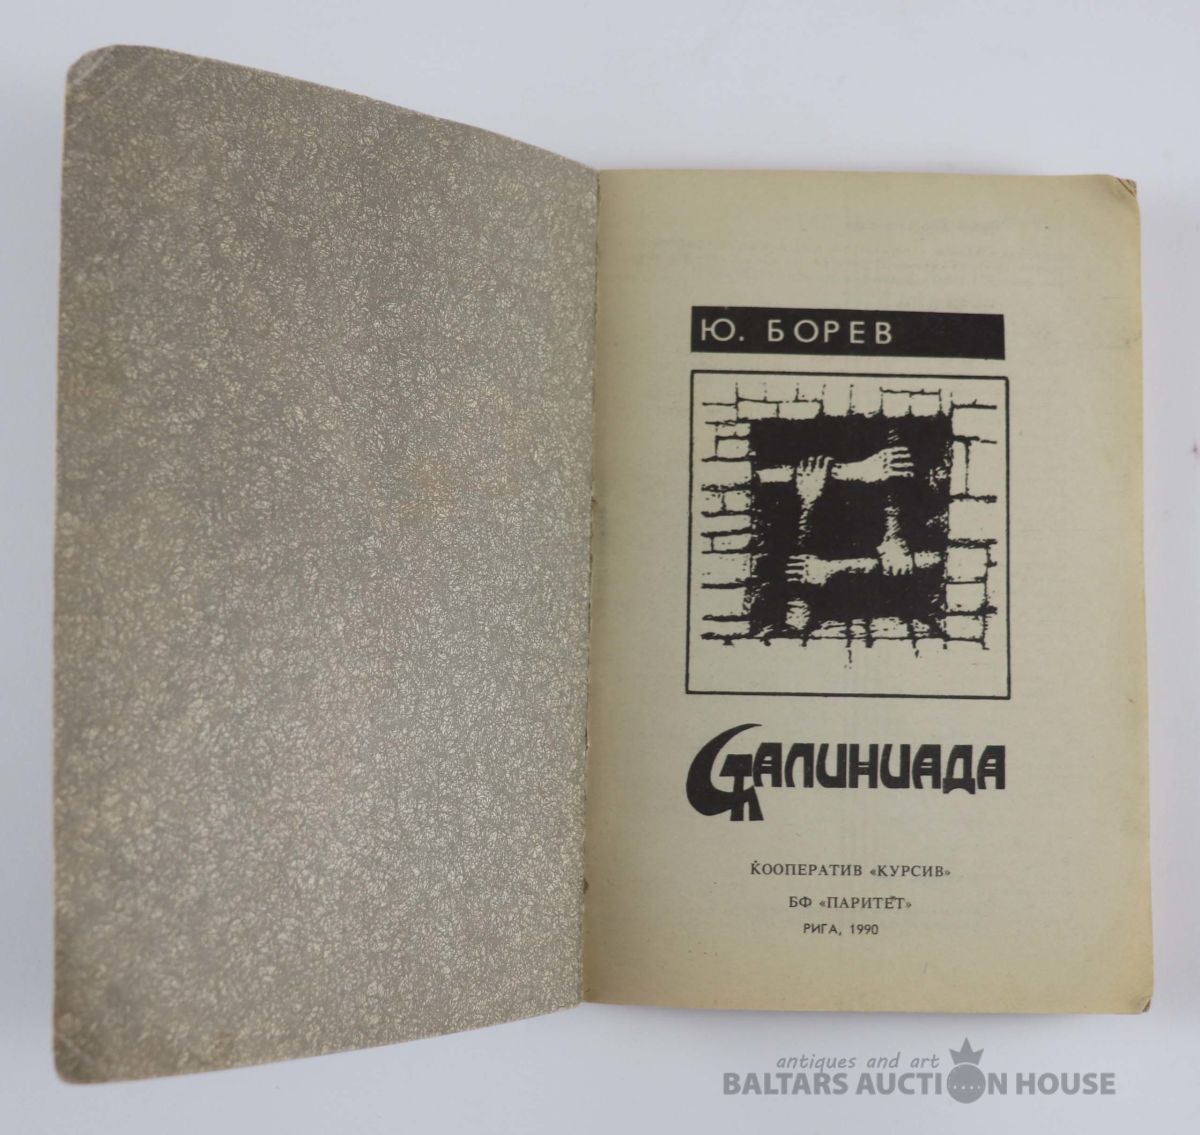 Ю. БОРЕВ
СТАЛИНИАДА
КООПЕРАТИВ «КУРСИВ»
БФ «ПАРИТЕТ»
РИГА, 1990
antiques and art
BALTARS AUCTION HOUSE